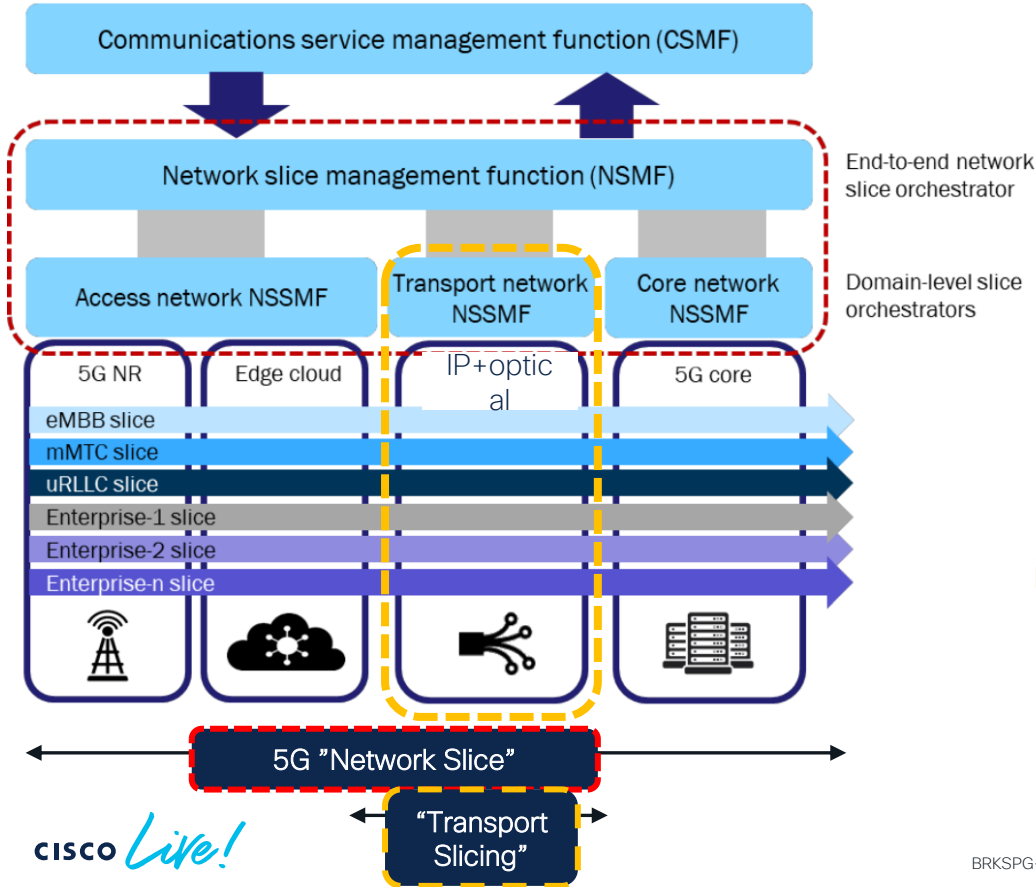 Communications service management function (CSMF)
Network slice management function (NSMF)
End-to-end network
slice orchestrator
Access network NSSMF
Transport network
NSSMF
Core network
NSSMF
Domain-level slice
orchestrators
5G NR
Edge cloud
IP+optic
al
5G core
eMBB slice
mMTC slice
uRLLC slice
Enterprise-1 slice
Enterprise-2 slice
Enterprise-n slice
5G ”Network Slice”
“Transport
Slicing”
CISCO Live!
BRKSPG-